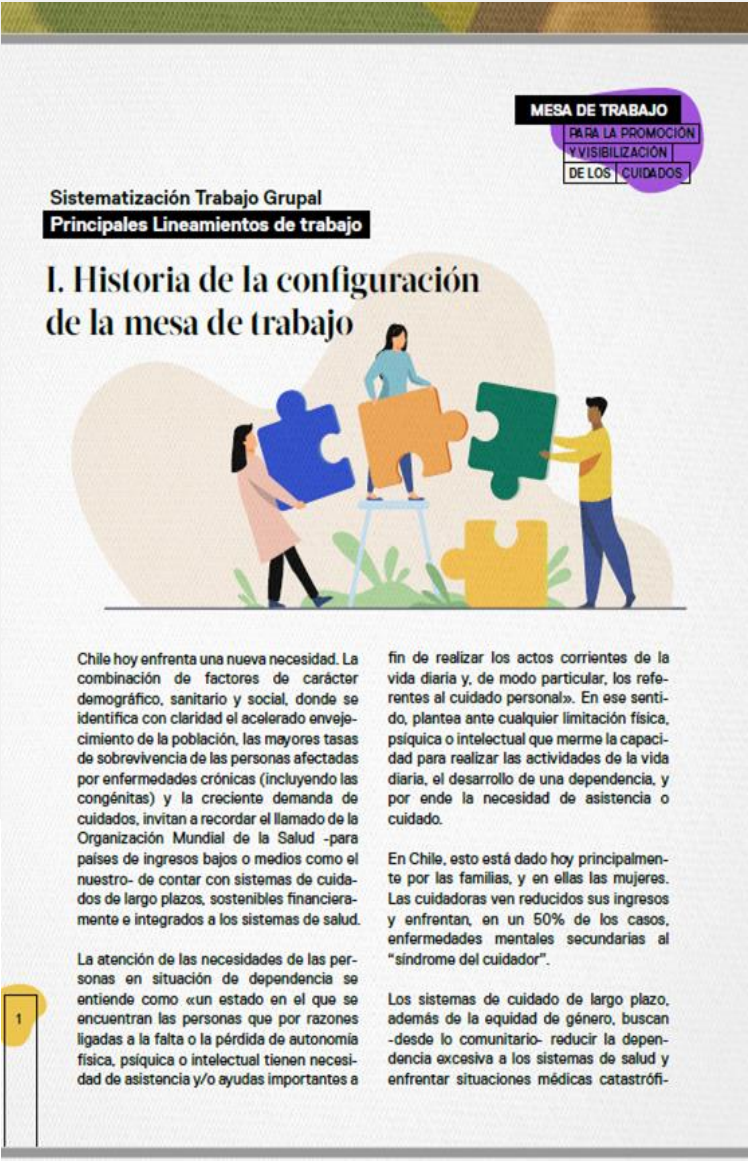 MESA DE TRABAJO
PARA LA PROMOCIÓN
Y VISIBILIZACIÓN
DE LOS CUIDADOS
Sistematización Trabajo Grupal
Principales Lineamientos de trabajo
I. Historia de la configuración
de la mesa de trabajo
Chile hoy enfrenta una nueva necesidad. La
combinación de factores de carácter
demográfico, sanitario y social, donde se
identifica con claridad el acelerado enveje-
cimiento de la población, las mayores tasas
de sobrevivencia de las personas afectadas
por enfermedades crónicas (incluyendo las
congénitas) y la creciente demanda de
cuidados, invitan a recordar el llamado de la
Organización Mundial de la Salud -para
países de ingresos bajos o medios como el
nuestro- de contar con sistemas de cuida-
dos de largo plazos, sostenibles financiera-
mente e integrados a los sistemas de salud.
La atención de las necesidades de las per-
sonas en situación de dependencia se
entiende como «un estado en el que se
encuentran las personas que por razones
ligadas a la falta o la pérdida de autonomía
física, psíquica o intelectual tienen necesi-
dad de asistencia y/o ayudas importantes a
fin de realizar los actos corrientes de la
vida diaria y, de modo particular, los refe-
rentes al cuidado personal». En ese senti-
do, plantea ante cualquier limitación física,
psíquica o intelectual que merme la capaci-
dad para realizar las actividades de la vida
diaria, el desarrollo de una dependencia, y
por ende la necesidad de asistencia o
cuidado.
En Chile, esto está dado hoy principalmen-
te por las familias, y en ellas las mujeres.
Las cuidadoras ven reducidos sus ingresos
y enfrentan, en un 50% de los casos,
enfermedades mentales secundarias al
"síndrome del cuidador".
Los sistemas de cuidado de largo plazo,
además de la equidad de género, buscan
-desde lo comunitario- reducir la depen-
dencia excesiva a los sistemas de salud y
enfrentar situaciones médicas catastrófi-
1